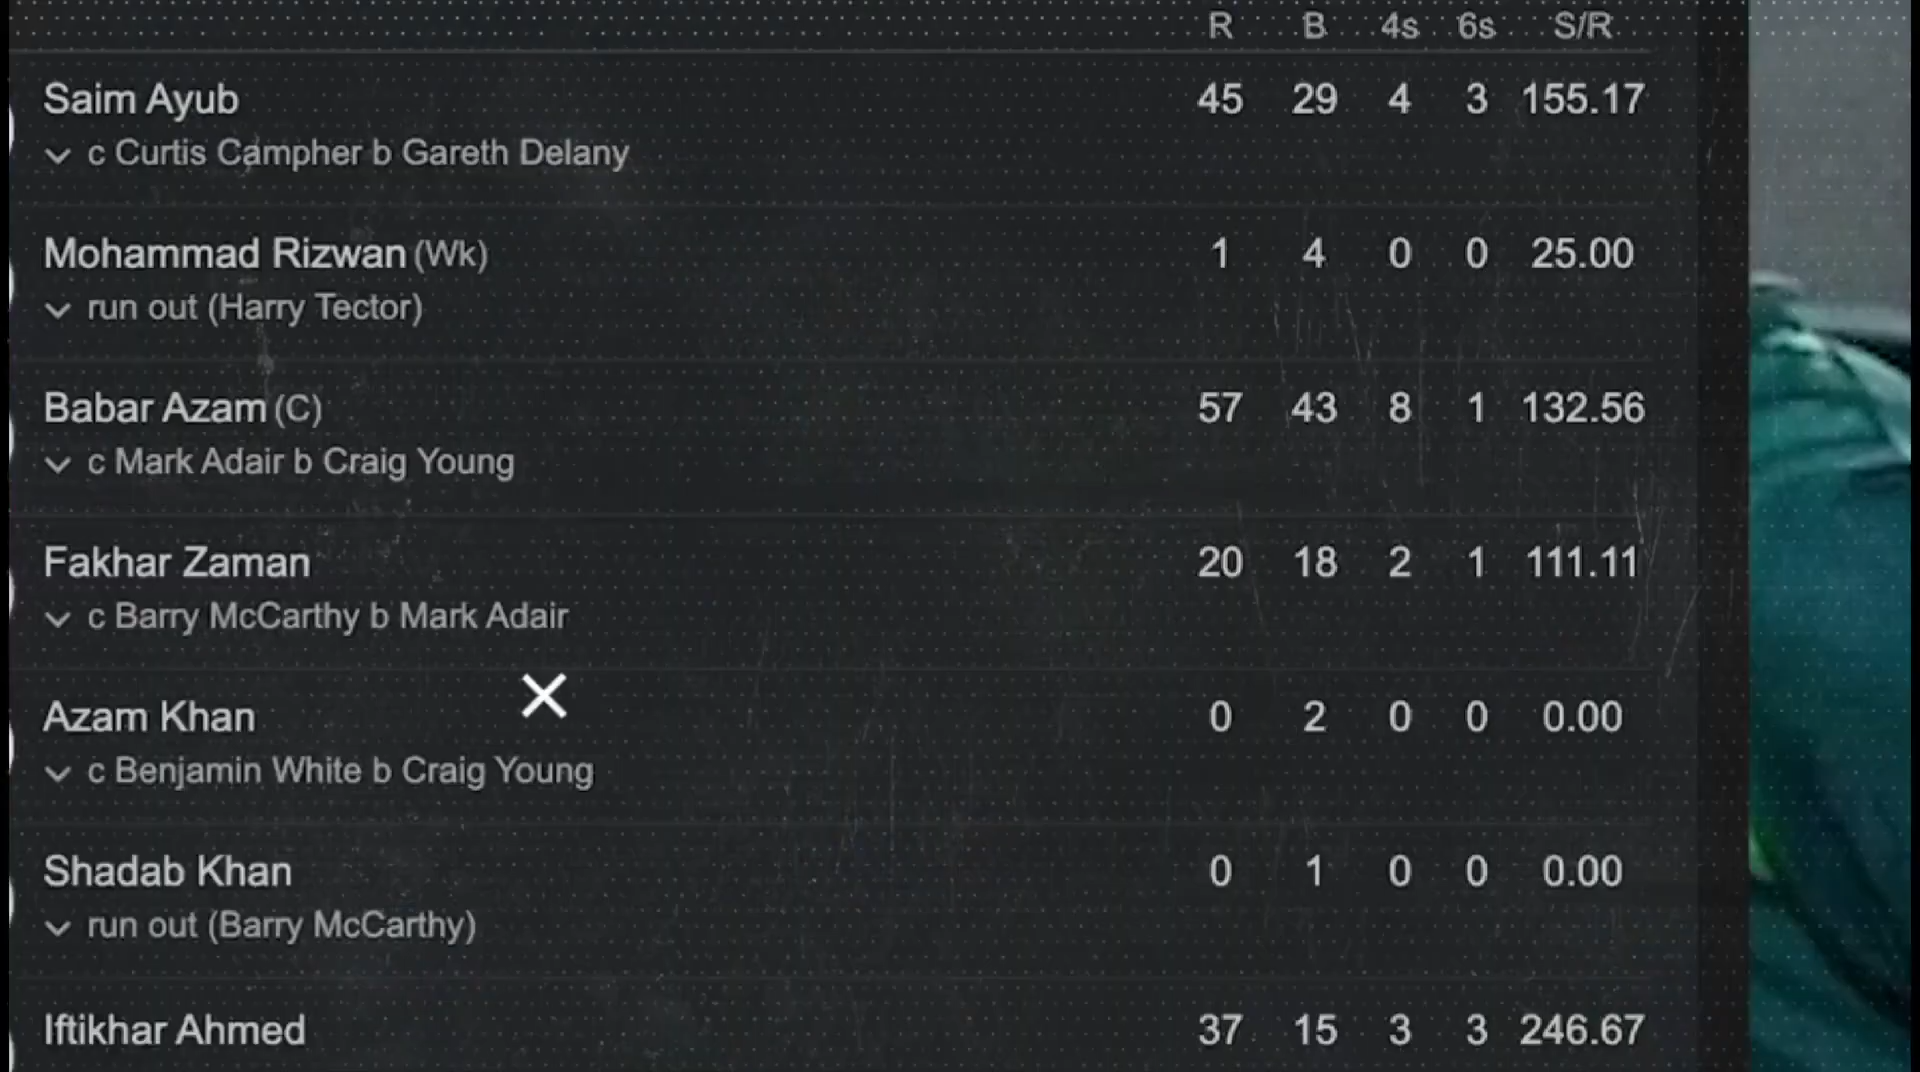 R B 4s 6s S/R
Saim Ayub 45 29 4 3 155.17
c Curtis Campher b Gareth Delany
Mohammad Rizwan (Wk) 1 4 0 0 25.00
run out (Harry Tector)
Babar Azam (C) 57 43 8 1 132.56
c Mark Adair b Craig Young
Fakhar Zaman 20 18 2 1 111.11
c Barry McCarthy b Mark Adair
Azam Khan 0 2 0 0 0.00
c Benjamin White b Craig Young
Shadab Khan 0 1 0 0 0.00
run out (Barry McCarthy)
Iftikhar Ahmed 37 15 3 3 246.67